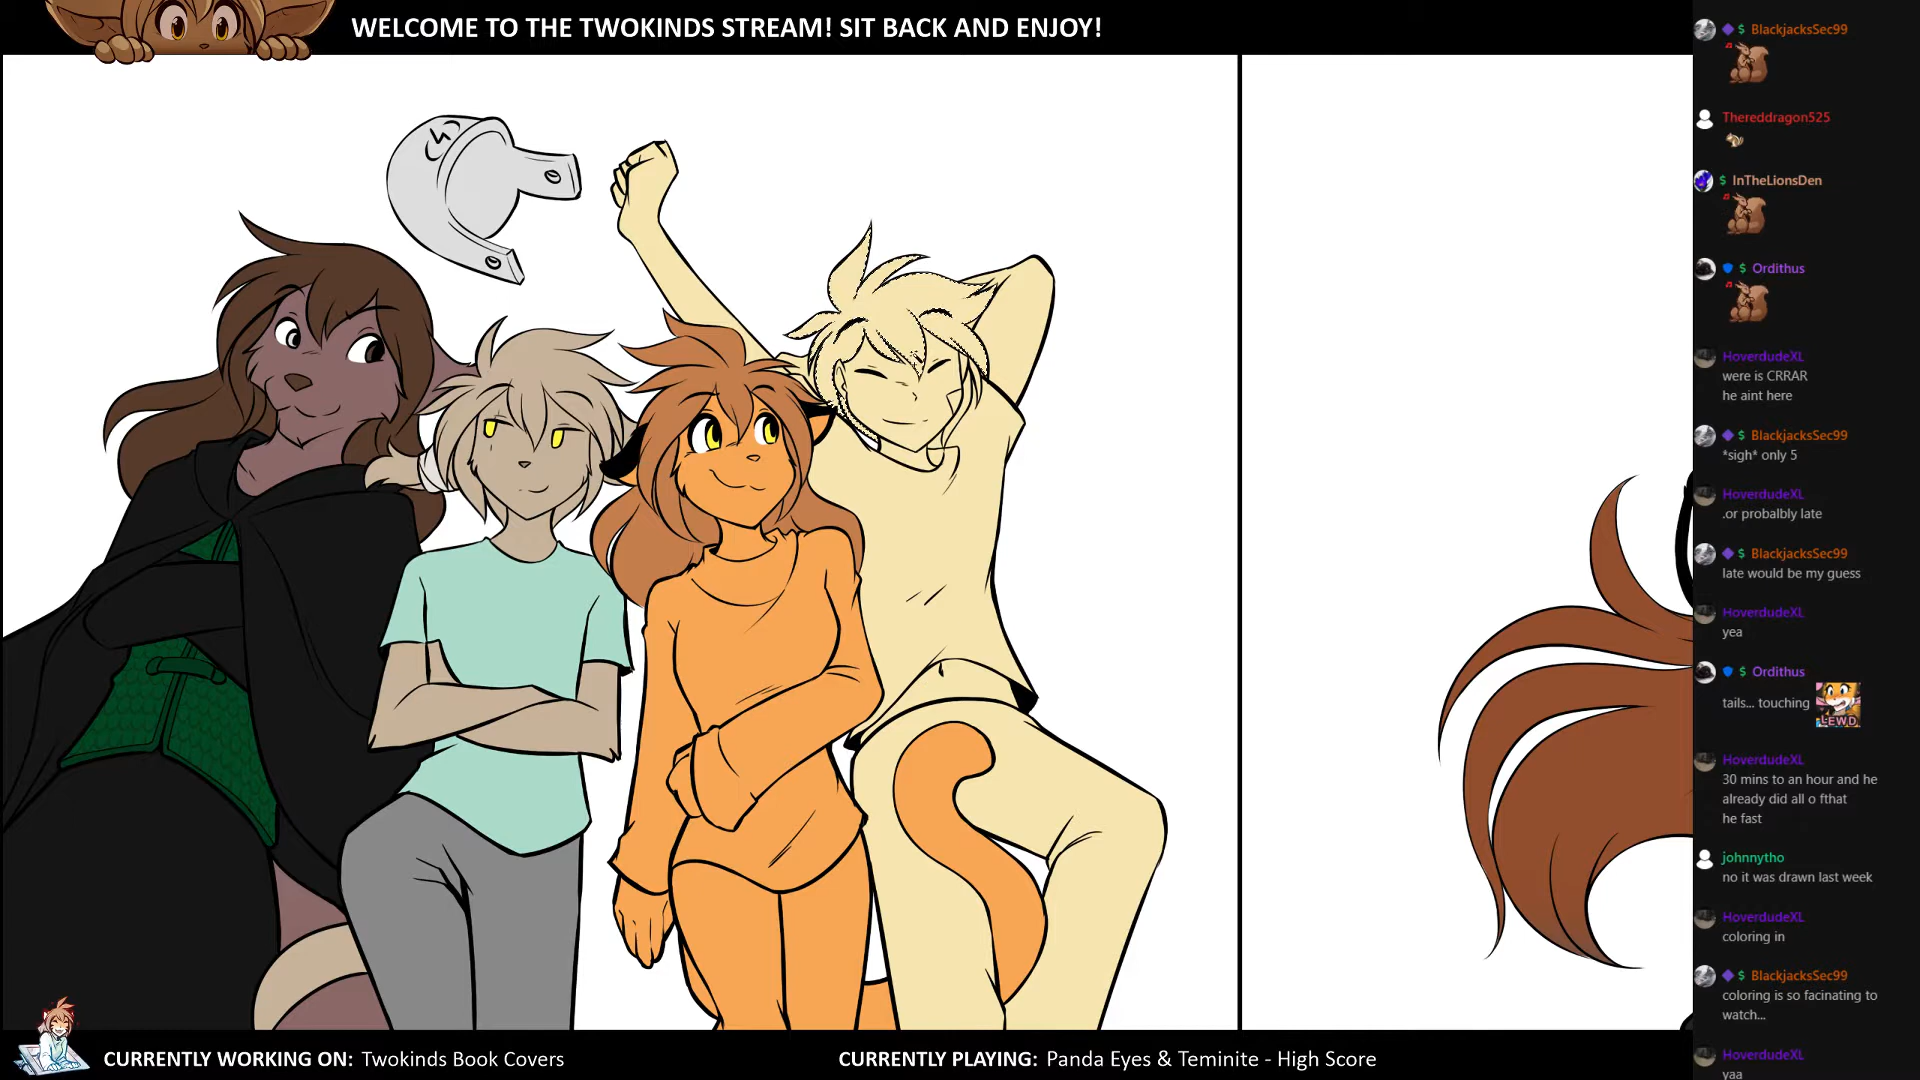 WELCOME TO THE TWOKINDS STREAM! SIT BACK AND ENJOY!
$ BlackjacksSec99
Thereddragon525
$ InTheLionsDen
$ Ordithus
HoverdudeXL
were is CRRAR
he aint here
$ BlackjacksSec99
*sigh* only 5
HoverdudeXL
.or probalbly late
$ BlackjacksSec99
late would be my guess
HoverdudeXL
yea
$ Ordithus
tails... touching
LEWD
HoverdudeXL
30 mins to an hour and he
already did all o fthat
he fast
johnnytho
no it was drawn last week
HoverdudeXL
coloring in
$ BlackjacksSec99
coloring is so facinating to
watch...
HoverdudeXL
yaa
CURRENTLY WORKING ON: Twokinds Book Covers
CURRENTLY PLAYING: Panda Eyes & Teminite - High Score